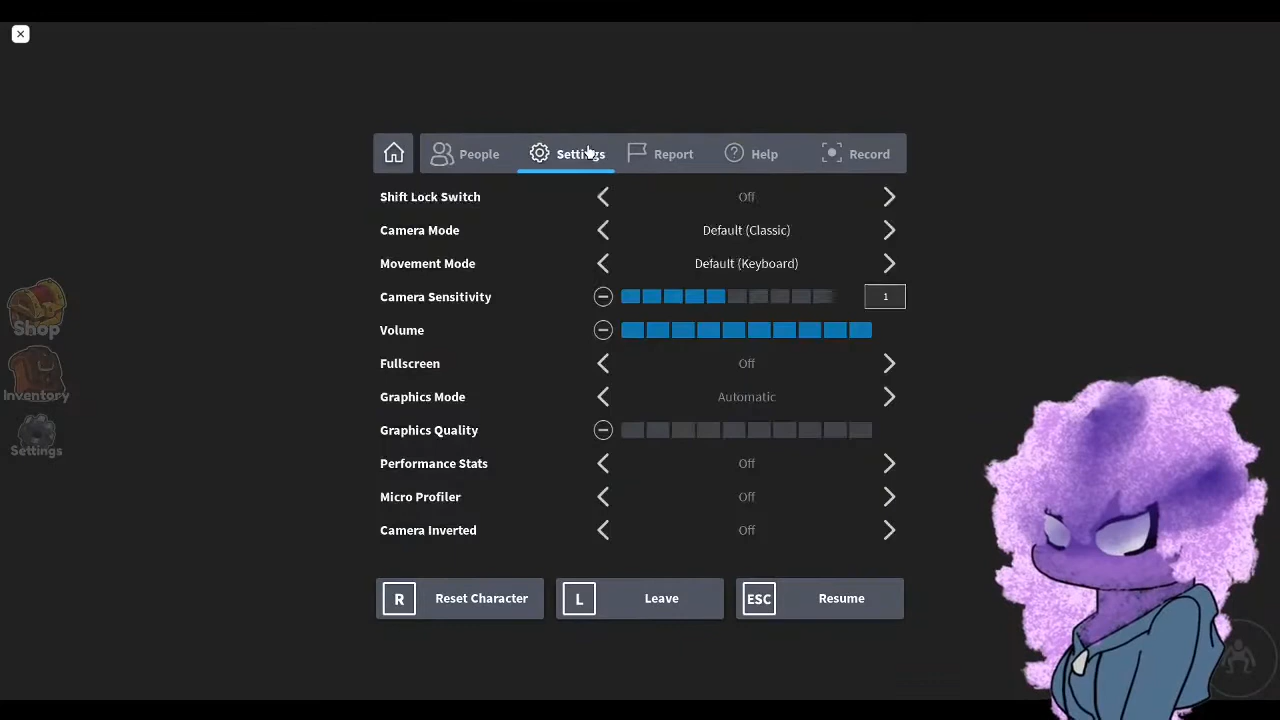 People Settings Report Help Record
Shift Lock Switch Off
Camera Mode Default (Classic)
Movement Mode Default (Keyboard)
Camera Sensitivity 1
Volume
Fullscreen Off
Graphics Mode Automatic
Graphics Quality
Performance Stats Off
Micro Profiler Off
Camera Inverted Off
R Reset Character L Leave ESC Resume
Shop
Inventory
Settings